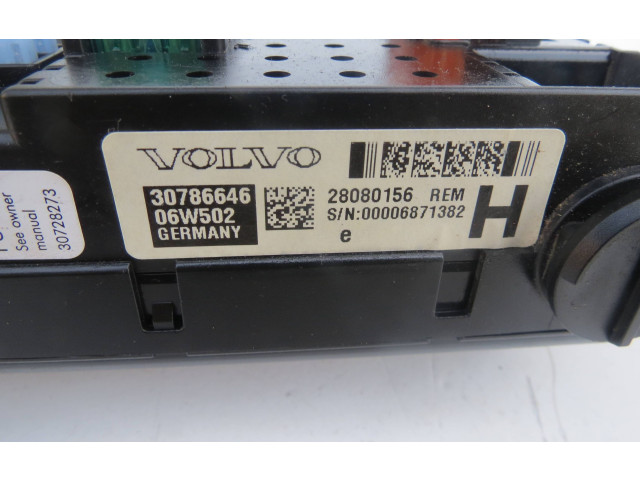 VOLVO
30786646
06W502
GERMANY
28080156 REM
S/N:00006871382
e
H
See owner
manual
30728273